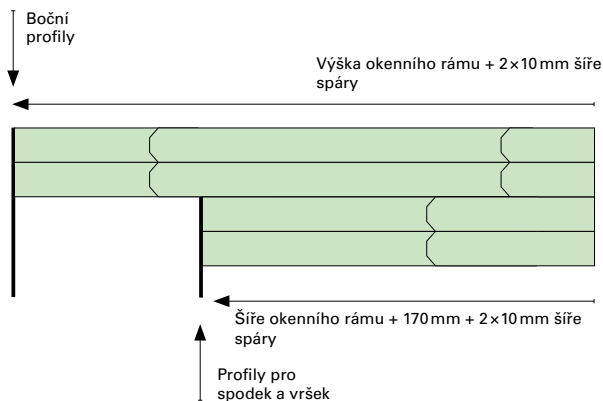 Boční
profily
Výška okenního rámu + 2×10 mm šíře
spáry
Šíře okenního rámu + 170 mm + 2×10 mm šíře
spáry
Profily pro
spodek a vršek